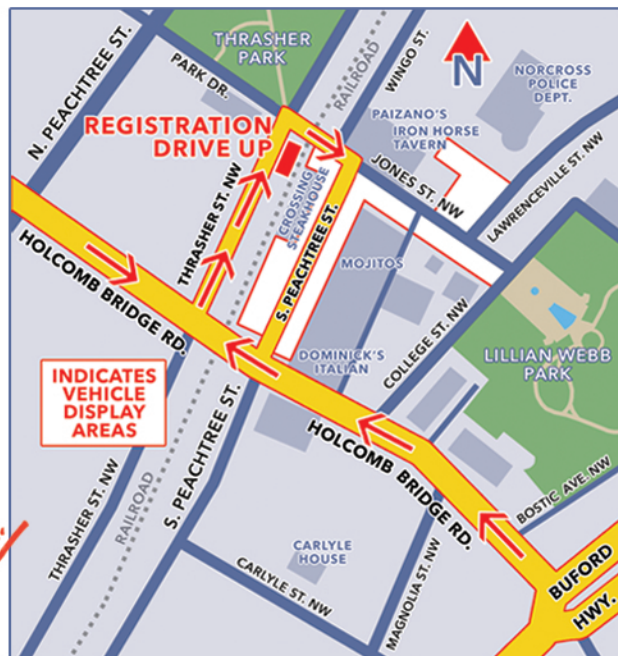 THRASHER
PARK
PARK DR.
N. PEACHTREE ST.
RAILROAD
WINGO ST.
N
NORCROSS
POLICE
DEPT.
REGISTRATION
DRIVE UP
PAIZANO'S
IRON HORSE
TAVERN
JONES ST. NW
LAWRENCEVILLE ST. NW
THRASHER ST. NW
CROSSING
STEAKHOUSE
S. PEACHTREE ST.
MOJITOS
HOLCOMB BRIDGE RD.
COLLEGE ST. NW
LILLIAN WEBB
PARK
DOMINICK'S
ITALIAN
INDICATES
VEHICLE
DISPLAY
AREAS
HOLCOMB BRIDGE RD.
S. PEACHTREE ST.
RAILROAD
THRASHER ST. NW
BOSTIC AVE. NW
CARLYLE
HOUSE
CARLYLE ST. NW
MAGNOLIA ST. NW
BUFORD
HWY.